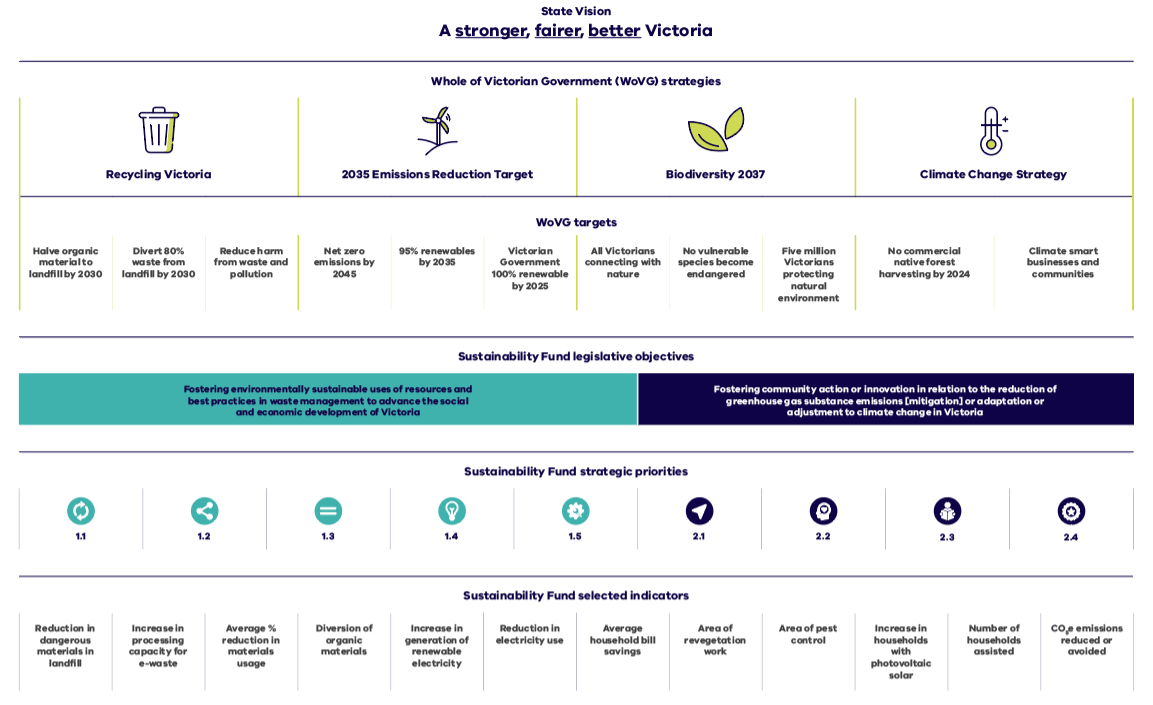 State Vision
A stronger, fairer, better Victoria
Whole of Victorian Government (WoVG) strategies
Recycling Victoria
2035 Emissions Reduction Target
Biodiversity 2037
Climate Change Strategy
WoVG targets
Halve organic
material to
landfill by 2030
Divert 80%
waste from
landfill by 2030
Reduce harm
from waste and
pollution
Net zero
emissions by
2045
95% renewables
by 2035
Victorian
Government
100% renewable
by 2025
All Victorians
connecting with
nature
No vulnerable
species become
endangered
Five million
Victorians
protecting
natural
environment
No commercial
native forest
harvesting by 2024
Climate smart
businesses and
communities
Sustainability Fund legislative objectives
Fostering environmentally sustainable uses of resources and
best practices in waste management to advance the social
and economic development of Victoria
Fostering community action or innovation in relation to the reduction of
greenhouse gas substance emissions [mitigation] or adaptation or
adjustment to climate change in Victoria
Sustainability Fund strategic priorities
1.1
1.2
1.3
1.4
1.5
2.1
2.2
2.3
2.4
Sustainability Fund selected indicators
Reduction in
dangerous
materials in
landfill
Increase in
processing
capacity for
e-waste
Average %
reduction in
materials
usage
Diversion of
organic
materials
Increase in
generation of
renewable
electricity
Reduction in
electricity use
Average
household bill
savings
Area of
revegetation
work
Area of pest
control
Increase in
households
with
photovoltaic
solar
Number of
households
assisted
CO₂e emissions
reduced or
avoided